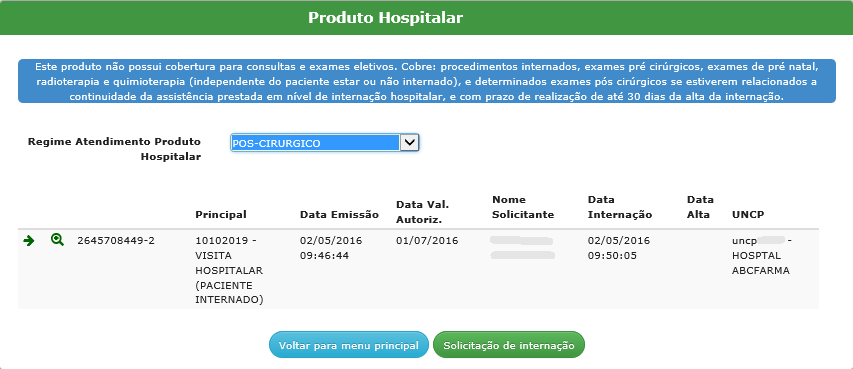 Produto Hospitalar
Este produto não possui cobertura para consultas e exames eletivos. Cobre: procedimentos internados, exames pré cirúrgicos, exames de pré natal,
radioterapia e quimioterapia (independente do paciente estar ou não internado), e determinados exames pós cirúrgicos se estiverem relacionados a
continuidade da assistência prestada em nível de internação hospitalar, e com prazo de realização de até 30 dias da alta da internação.
Regime Atendimento Produto
Hospitalar
POS-CIRURGICO
Principal
Data Emissão
Data Val.
Autoriz.
Nome
Solicitante
Data
Internação
Data
Alta
UNCP
2645708449-2
10102019 -
VISITA
HOSPITALAR
(PACIENTE
INTERNADO)
02/05/2016
09:46:44
01/07/2016
02/05/2016
09:50:05
uncp -
HOSPTAL
ABCFARMA
Voltar para menu principal
Solicitação de internação